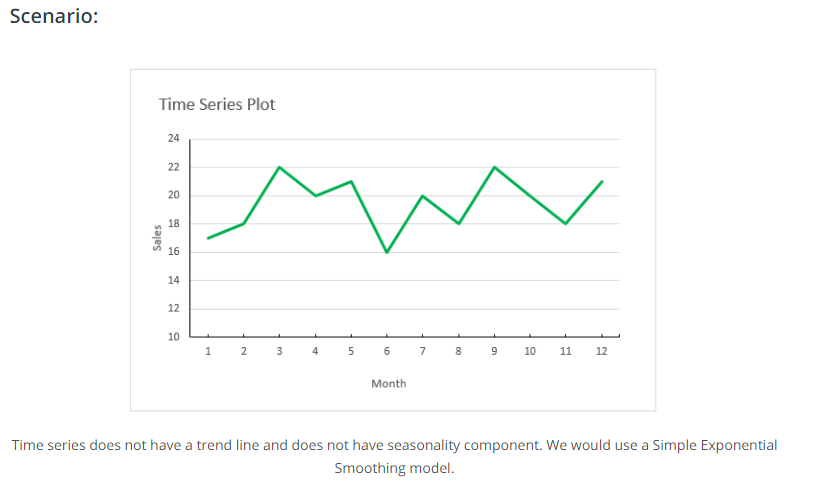 Scenario:
Time Series Plot
24
22
20
18
16
14
12
10
Sales
1 2 3 4 5 6 7 8 9 10 11 12
Month
Time series does not have a trend line and does not have seasonality component. We would use a Simple Exponential
Smoothing model.